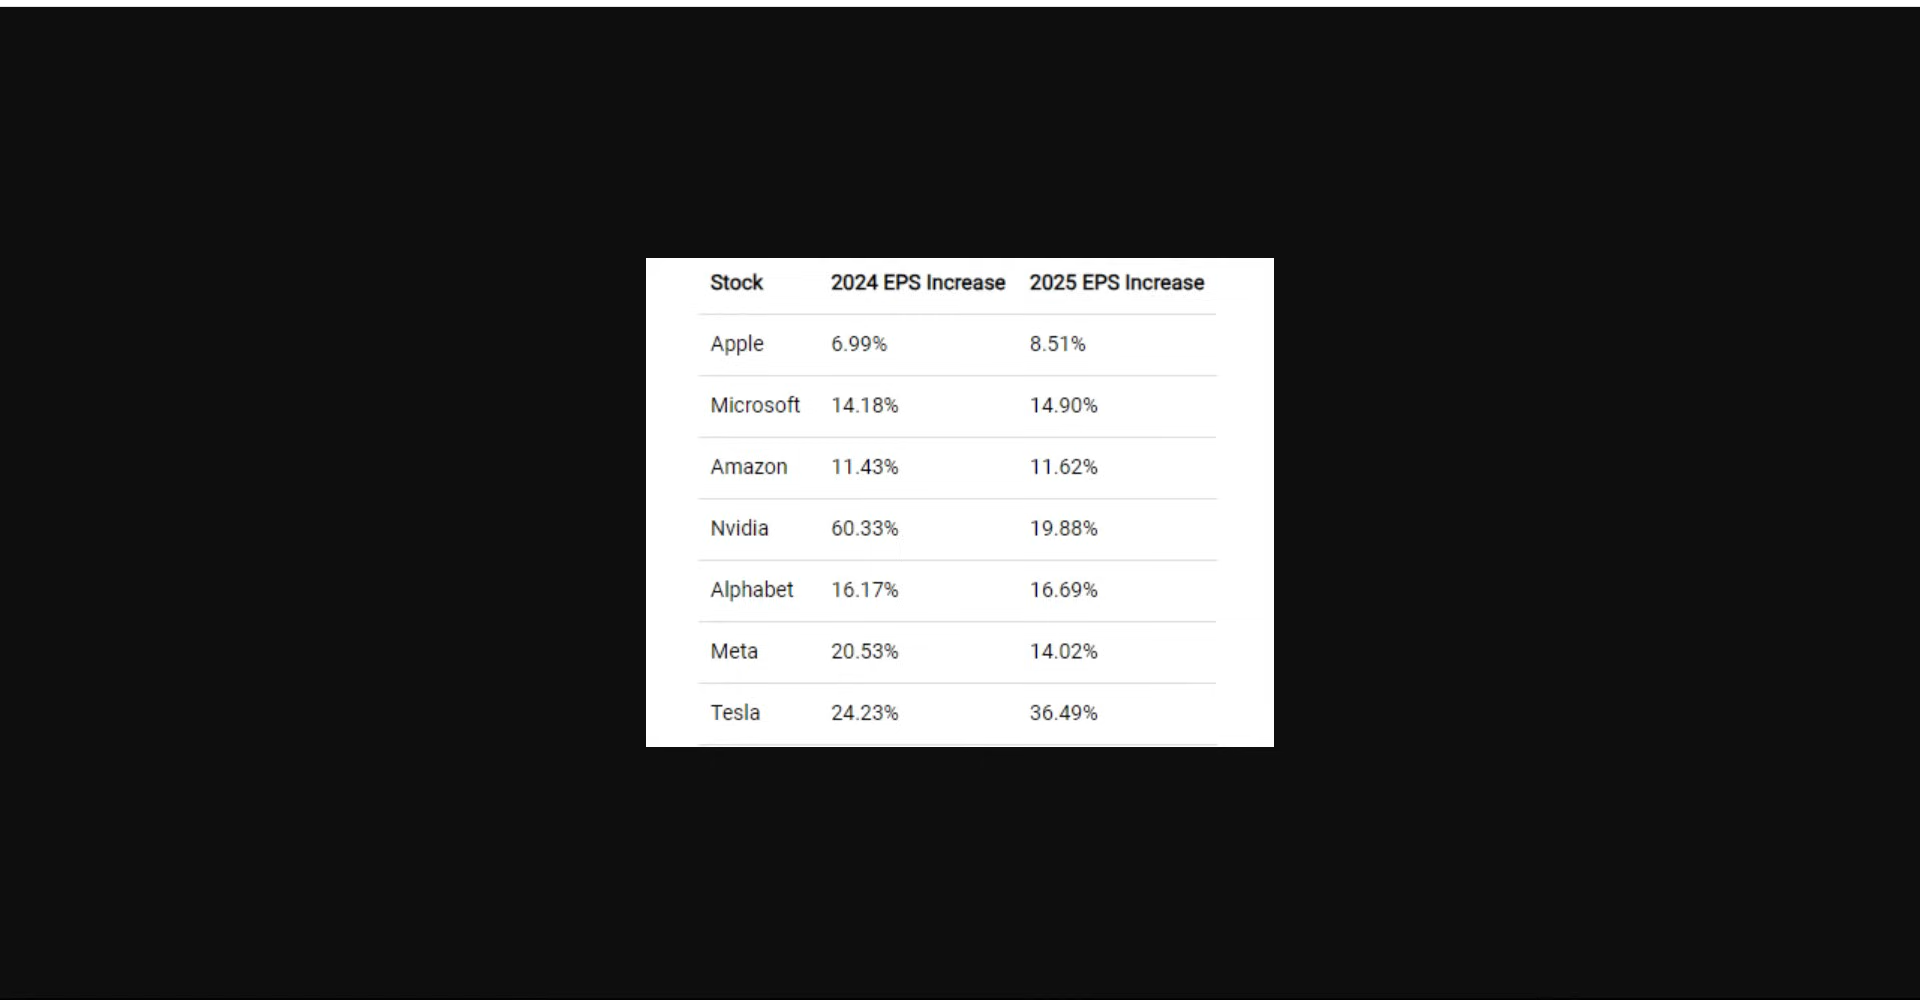 Stock 2024 EPS Increase 2025 EPS Increase
Apple 6.99% 8.51%
Microsoft 14.18% 14.90%
Amazon 11.43% 11.62%
Nvidia 60.33% 19.88%
Alphabet 16.17% 16.69%
Meta 20.53% 14.02%
Tesla 24.23% 36.49%